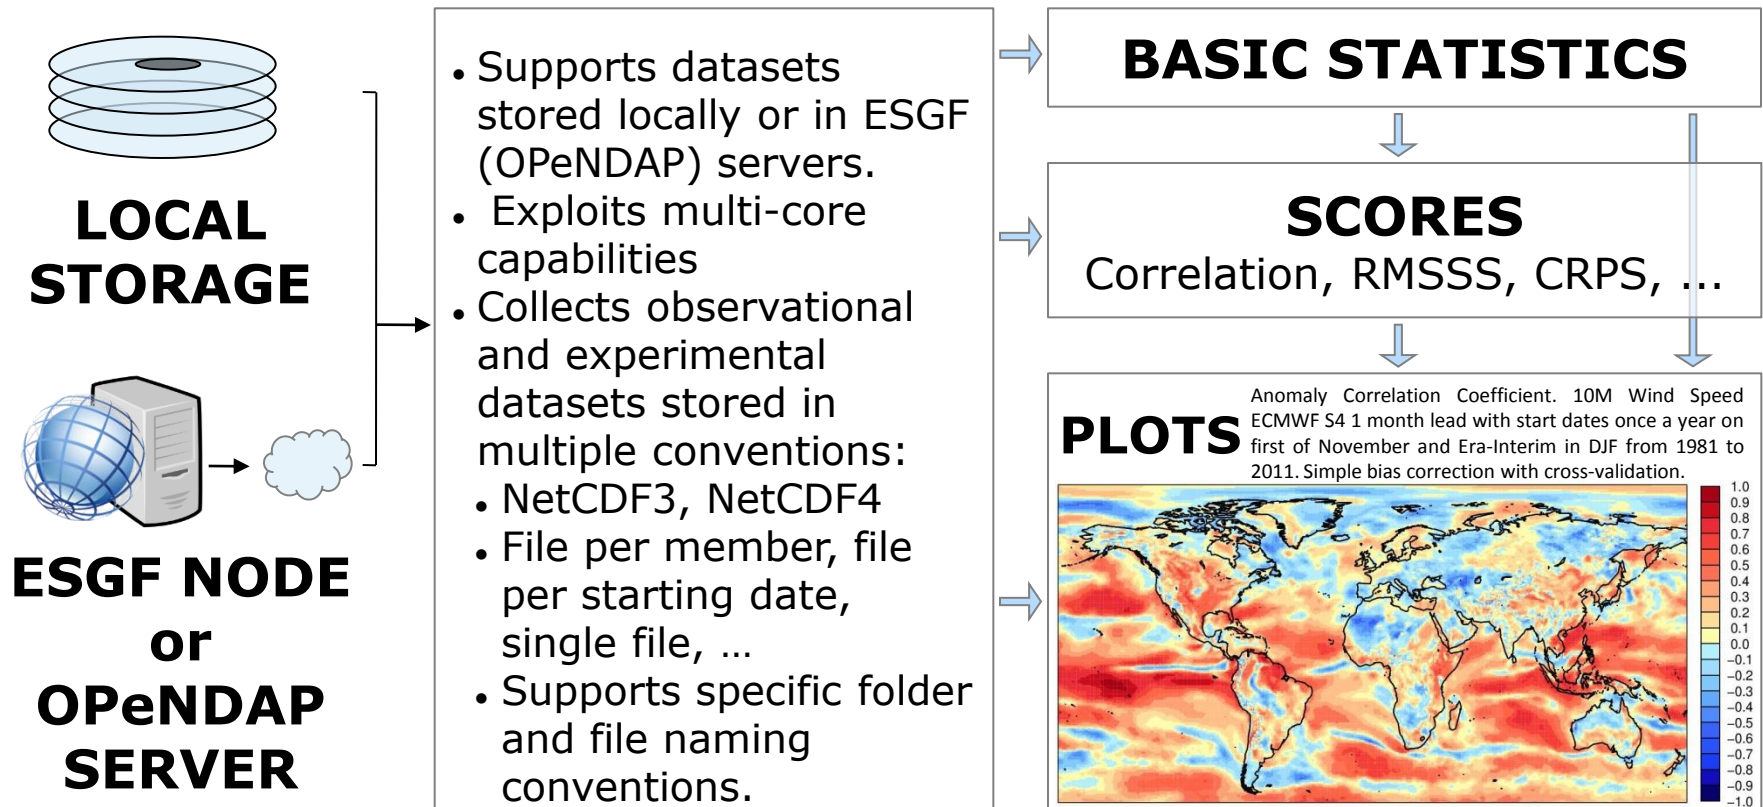 LOCAL
STORAGE
ESGF NODE
or
OPeNDAP
SERVER
• Supports datasets
stored locally or in ESGF
(OPeNDAP) servers.
• Exploits multi-core
capabilities
• Collects observational
and experimental
datasets stored in
multiple conventions:
• NetCDF3, NetCDF4
• File per member, file
per starting date,
single file, …
• Supports specific folder
and file naming
conventions.
BASIC STATISTICS
SCORES
Correlation, RMSSS, CRPS, ...
PLOTS
Anomaly Correlation Coefficient. 10M Wind Speed
ECMWF S4 1 month lead with start dates once a year on
first of November and Era-Interim in DJF from 1981 to
2011. Simple bias correction with cross-validation.
1.0
0.9
0.8
0.7
0.6
0.5
0.4
0.3
0.2
0.1
0.0
−0.1
−0.2
−0.3
−0.4
−0.5
−0.6
−0.7
−0.8
−0.9
−1.0